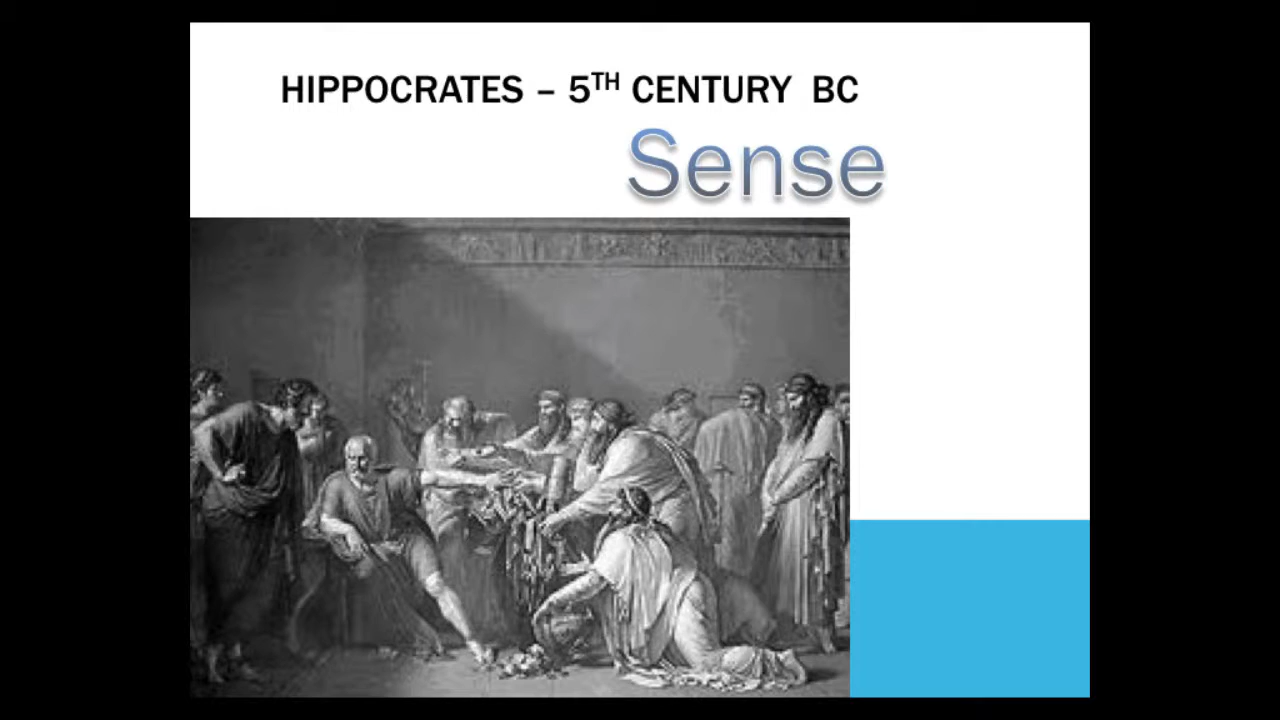 HIPPOCRATES – 5TH CENTURY BC
Sense